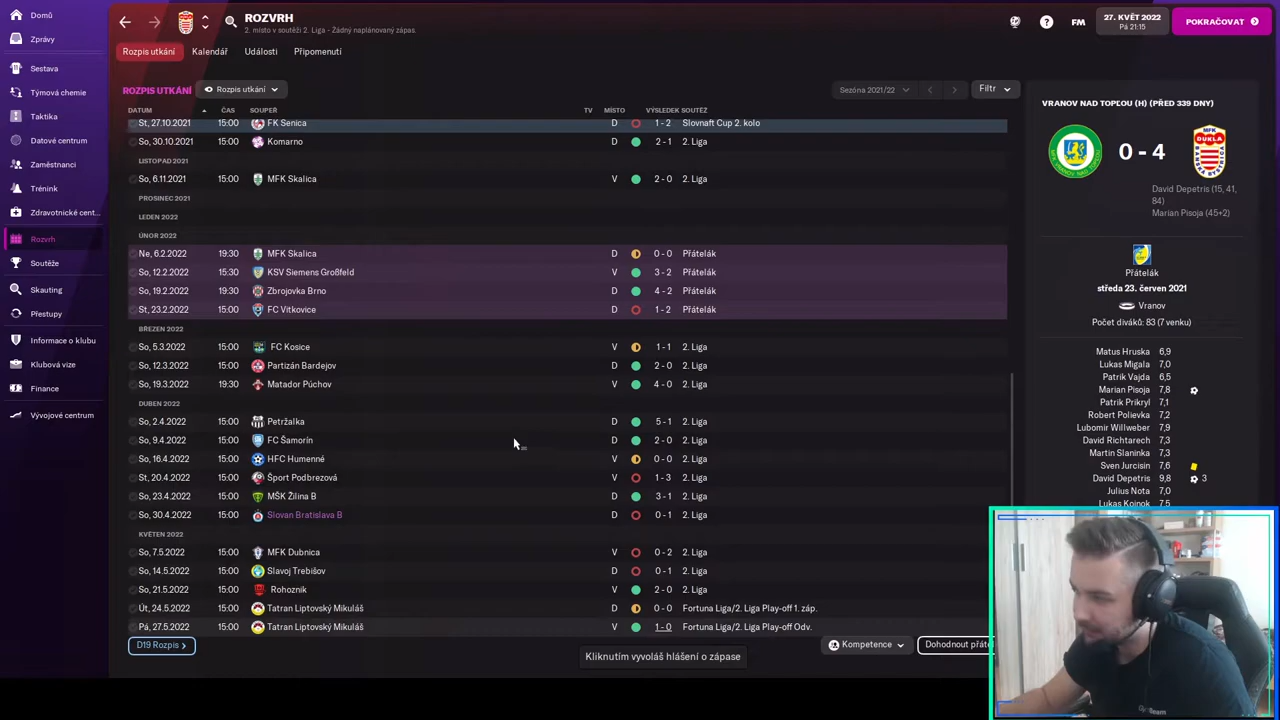 Domů
Zprávy
Sestava
Týmová chemie
Taktika
Datové centrum
Zaměstnanci
Trénink
Zdravotnické cent...
Rozvrh
Soutěže
Skauting
Přestupy
Informace o klubu
Klubová vize
Finance
Vývojové centrum
ROZVRH
2. místo v soutěži 2. Liga - Žádný naplánovaný zápas.
FM
27. KVĚT 2022
Pá 21:15
POKRAČOVAT
Rozpis utkání Kalendář Události Připomenutí
ROZPIS UTKÁNÍ Rozpis utkání Sezóna 2021/22 Filtr
DATUM ČAS SOUPEŘ TV MÍSTO VÝSLEDEK SOUTĚŽ
St, 27.10.2021 15:00 FK Senica D 1 - 2 Slovnaft Cup 2. kolo
So, 30.10.2021 15:00 Komarno D 2 - 1 2. Liga
LISTOPAD 2021
So, 6.11.2021 15:00 MFK Skalica V 2 - 0 2. Liga
PROSINEC 2021
LEDEN 2022
ÚNOR 2022
Ne, 6.2.2022 19:30 MFK Skalica D 0 - 0 Přátelák
So, 12.2.2022 15:30 KSV Siemens Großfeld V 3 - 2 Přátelák
So, 19.2.2022 19:30 Zbrojovka Brno D 4 - 2 Přátelák
St, 23.2.2022 15:00 FC Vitkovice D 1 - 2 Přátelák
BŘEZEN 2022
So, 5.3.2022 15:00 FC Kosice V 1 - 1 2. Liga
So, 12.3.2022 15:00 Partizán Bardejov D 2 - 0 2. Liga
So, 19.3.2022 19:30 Matador Púchov V 4 - 0 2. Liga
DUBEN 2022
So, 2.4.2022 15:00 Petržalka D 5 - 1 2. Liga
So, 9.4.2022 15:00 FC Šamorín D 2 - 0 2. Liga
So, 16.4.2022 15:00 HFC Humenné V 0 - 0 2. Liga
St, 20.4.2022 15:00 Šport Podbrezová V 1 - 3 2. Liga
So, 23.4.2022 15:00 MŠK Žilina B D 3 - 1 2. Liga
So, 30.4.2022 15:00 Slovan Bratislava B D 0 - 1 2. Liga
KVĚTEN 2022
So, 7.5.2022 15:00 MFK Dubnica V 0 - 2 2. Liga
So, 14.5.2022 15:00 Slavoj Trebišov D 0 - 1 2. Liga
So, 21.5.2022 15:00 Rohoznik V 2 - 0 2. Liga
Út, 24.5.2022 15:00 Tatran Liptovský Mikuláš D 0 - 0 Fortuna Liga/2. Liga Play-off 1. záp.
Pá, 27.5.2022 15:00 Tatran Liptovský Mikuláš V 1 - 0 Fortuna Liga/2. Liga Play-off Odv.
D19 Rozpis
Kompetence
Dohodnout přátel
Kliknutím vyvoláš hlášení o zápase
VRANOV NAD TOPĽOU (H) (PŘED 339 DNY)
0 - 4
DUKLA
David Depetris (15, 41,
84)
Marian Pisoja (45+2)
Přátelák
středa 23. červen 2021
Vranov
Počet diváků: 83 (7 venku)
Matus Hruska 6,9
Lukas Migala 7,0
Patrik Vajda 6,5
Marian Pisoja 7,8
Patrik Prikryl 7,1
Robert Polievka 7,2
Lubomir Willweber 7,9
David Richtarech 7,3
Martin Slaninka 7,3
Sven Jurcisin 7,6
David Depetris 9,8 3
Julius Nota 7,0
Lukas Kojnok 7,5